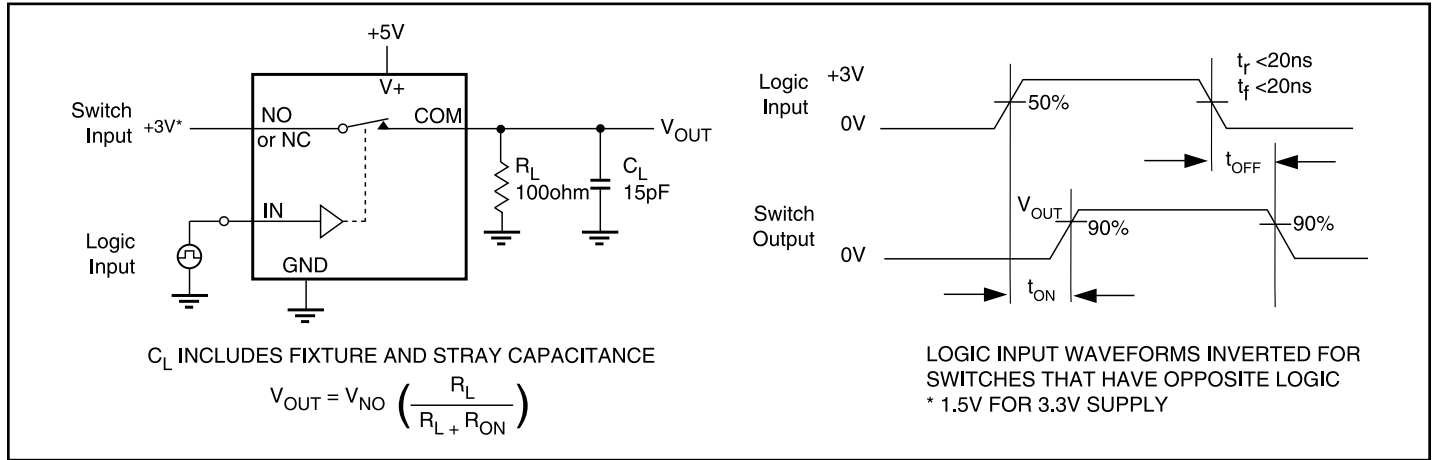 +5V
V+
Switch
Input
+3V*
NO
or NC
COM
VOUT
RL
100ohm
CL
15pF
IN
Logic
Input
GND
CL INCLUDES FIXTURE AND STRAY CAPACITANCE
VOUT = VNO ( RL
RL + RON )
Logic
Input
+3V
0V
50%
tr <20ns
tf <20ns
tOFF
Switch
Output
VOUT
0V
90%
90%
tON
LOGIC INPUT WAVEFORMS INVERTED FOR
SWITCHES THAT HAVE OPPOSITE LOGIC
* 1.5V FOR 3.3V SUPPLY